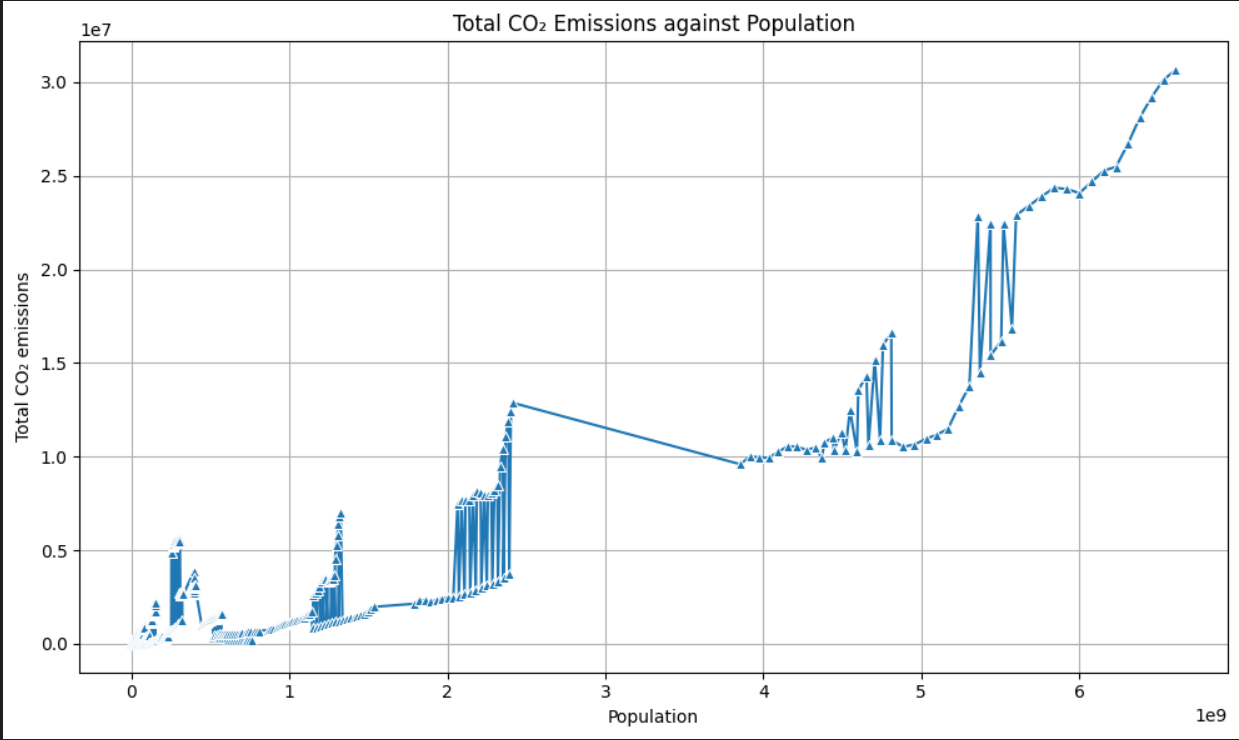 Total CO₂ Emissions against Population
1e7
3.0
2.5
2.0
1.5
1.0
0.5
0.0
Total CO₂ emissions
0 1 2 3 4 5 6
1e9
Population